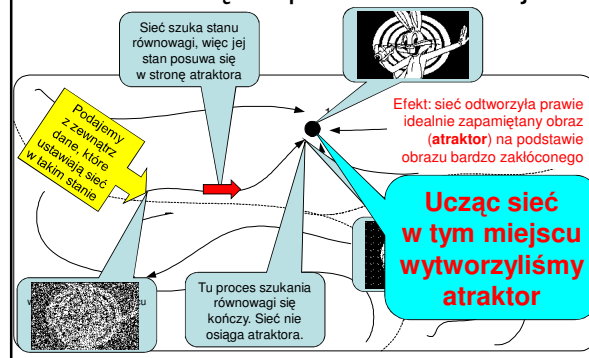 Sieć szuka stanu
równowagi, więc jej
stan posuwa się
w stronę atraktora
Podajemy
z zewnątrz
dane, które
ustawiają sieć
w takim stanie
Efekt: sieć odtworzyła prawie
idealnie zapamiętany obraz
(atraktor) na podstawie
obrazu bardzo zakłóconego
Ucząc sieć
w tym miejscu
wytworzyliśmy
atraktor
Tu proces szukania
równowagi się
kończy. Sieć nie
osiąga atraktora.